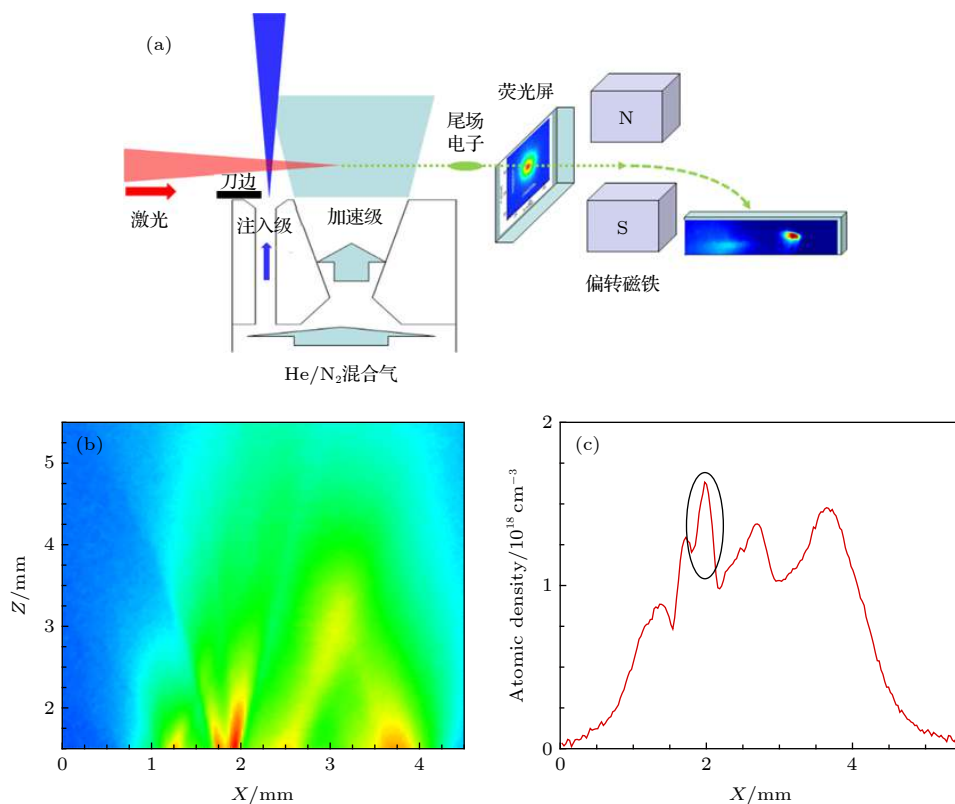 (a)
荧光屏
尾场
电子
N
刀边
激光
注入级
加速级
S
偏转磁铁
He/N₂混合气
(b)
5
4
3
2
Z/mm
0
1
2
3
4
X/mm
(c)
2
1
0
Atomic density/10¹⁸ cm⁻³
0
2
4
X/mm